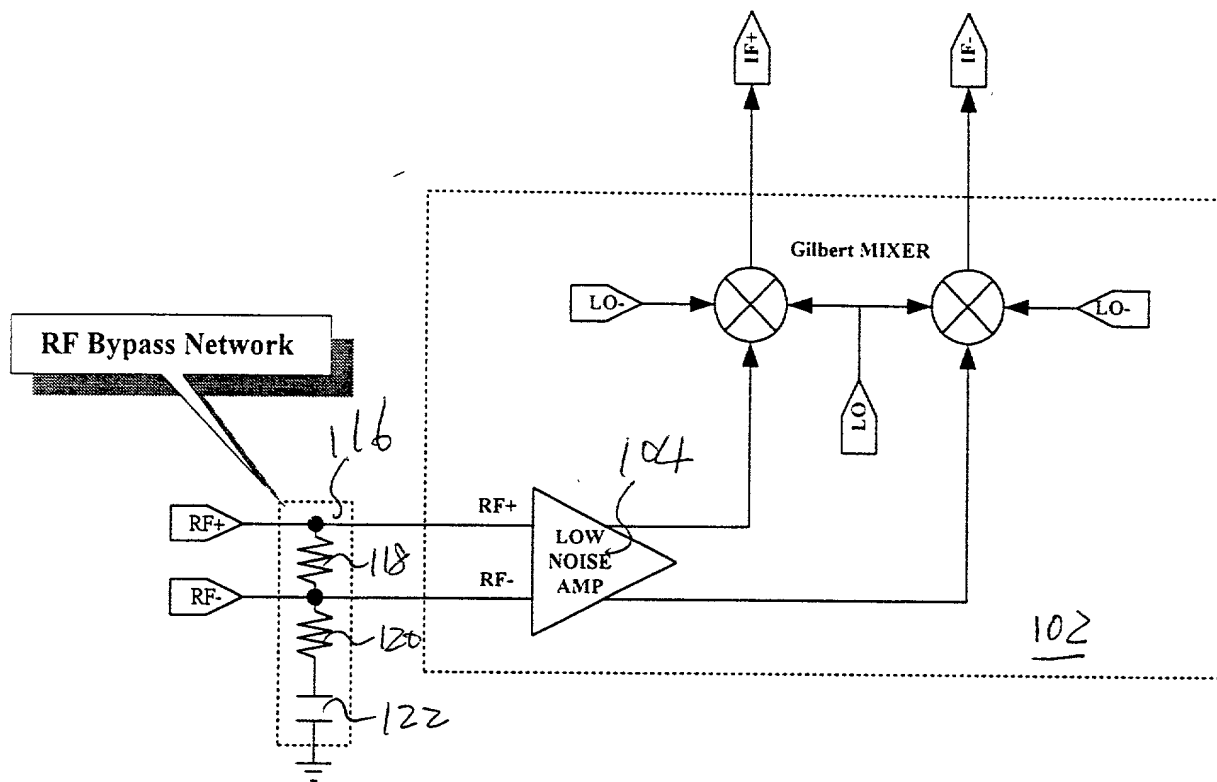 IF+
IF-
Gilbert MIXER
LO-
LO-
LO
RF Bypass Network
116
104
RF+
RF+
LOW
NOISE
AMP
118
RF-
RF-
120
102
122